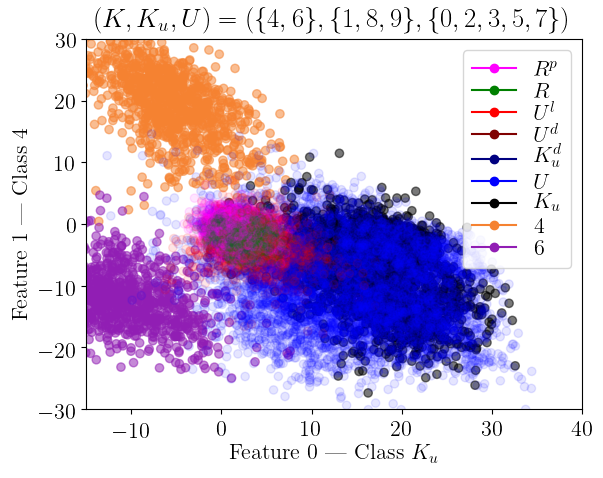 (K, K_u, U) = ({4, 6}, {1, 8, 9}, {0, 2, 3, 5, 7})
30
20
10
0
−10
−20
−30
Feature 1 — Class 4
R^p
R
U^l
U^d
K_u^d
U
K_u
4
6
−10
0
10
20
30
40
Feature 0 — Class K_u